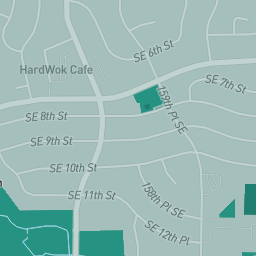 SE 6th St
HardWok Cafe
SE 7th St
SE 8th St
159th Pl SE
SE 9th St
SE 10th St
SE 11th St
158th Pl SE
SE 12th Pl